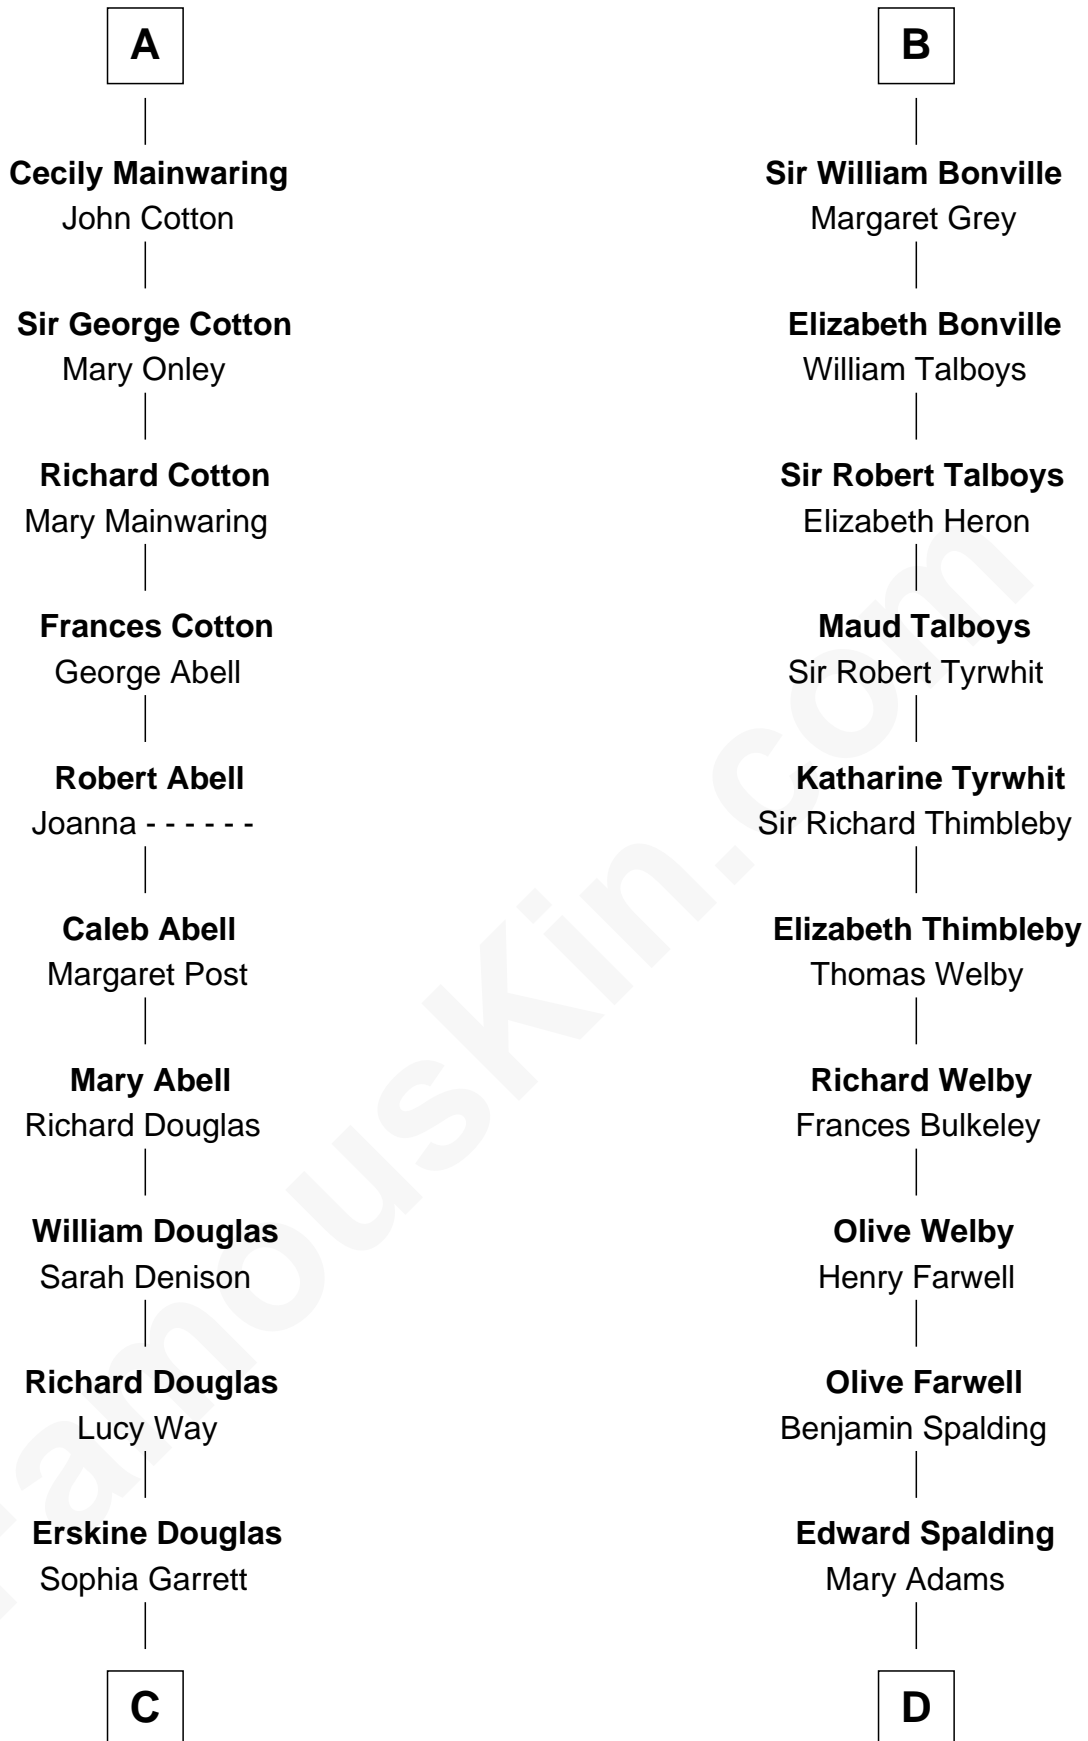 A
Cecily Mainwaring
John Cotton
Sir George Cotton
Mary Onley
Richard Cotton
Mary Mainwaring
Frances Cotton
George Abell
Robert Abell
Joanna - - - - - -
Caleb Abell
Margaret Post
Mary Abell
Richard Douglas
William Douglas
Sarah Denison
Richard Douglas
Lucy Way
Erskine Douglas
Sophia Garrett
C
B
Sir William Bonville
Margaret Grey
Elizabeth Bonville
William Talboys
Sir Robert Talboys
Elizabeth Heron
Maud Talboys
Sir Robert Tyrwhit
Katharine Tyrwhit
Sir Richard Thimbleby
Elizabeth Thimbleby
Thomas Welby
Richard Welby
Frances Bulkeley
Olive Welby
Henry Farwell
Olive Farwell
Benjamin Spalding
Edward Spalding
Mary Adams
D
FamousKin.com